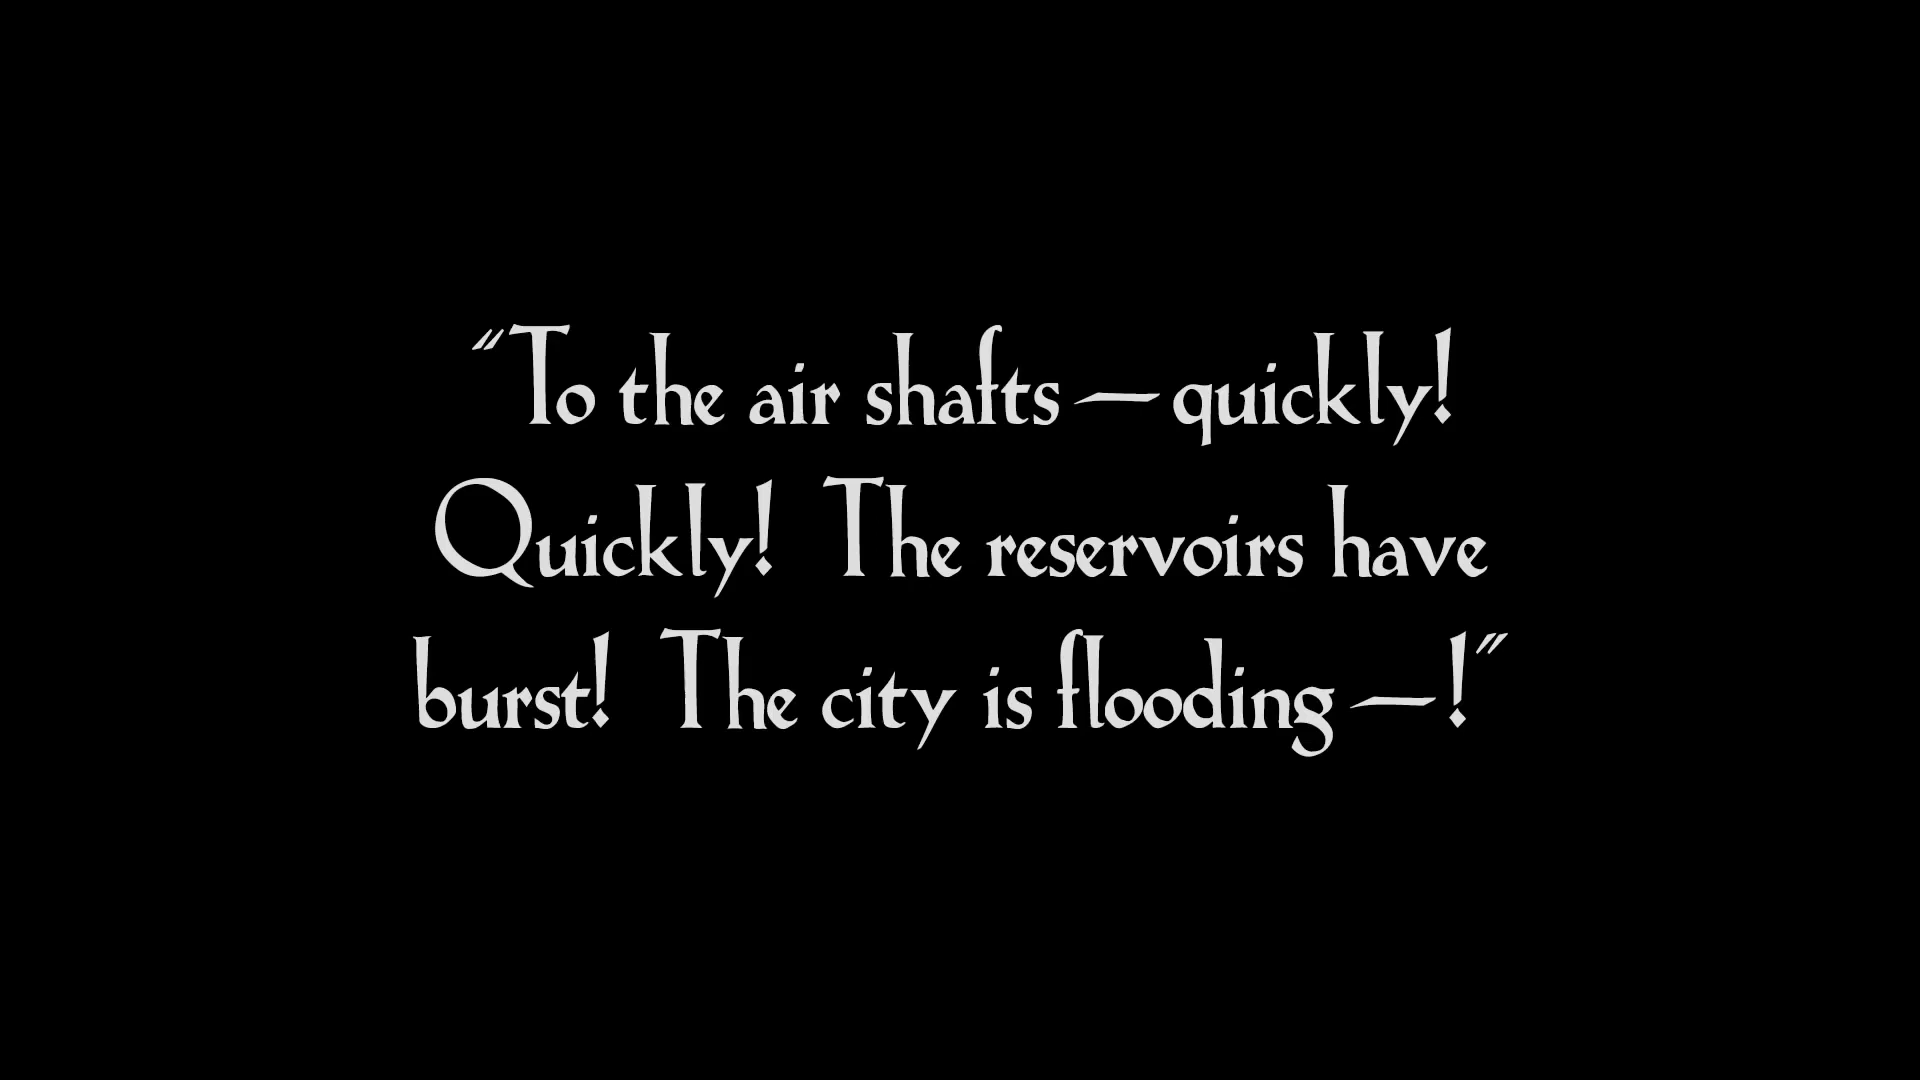 “To the air shafts—quickly!
Quickly! The reservoirs have
burst! The city is flooding—!”